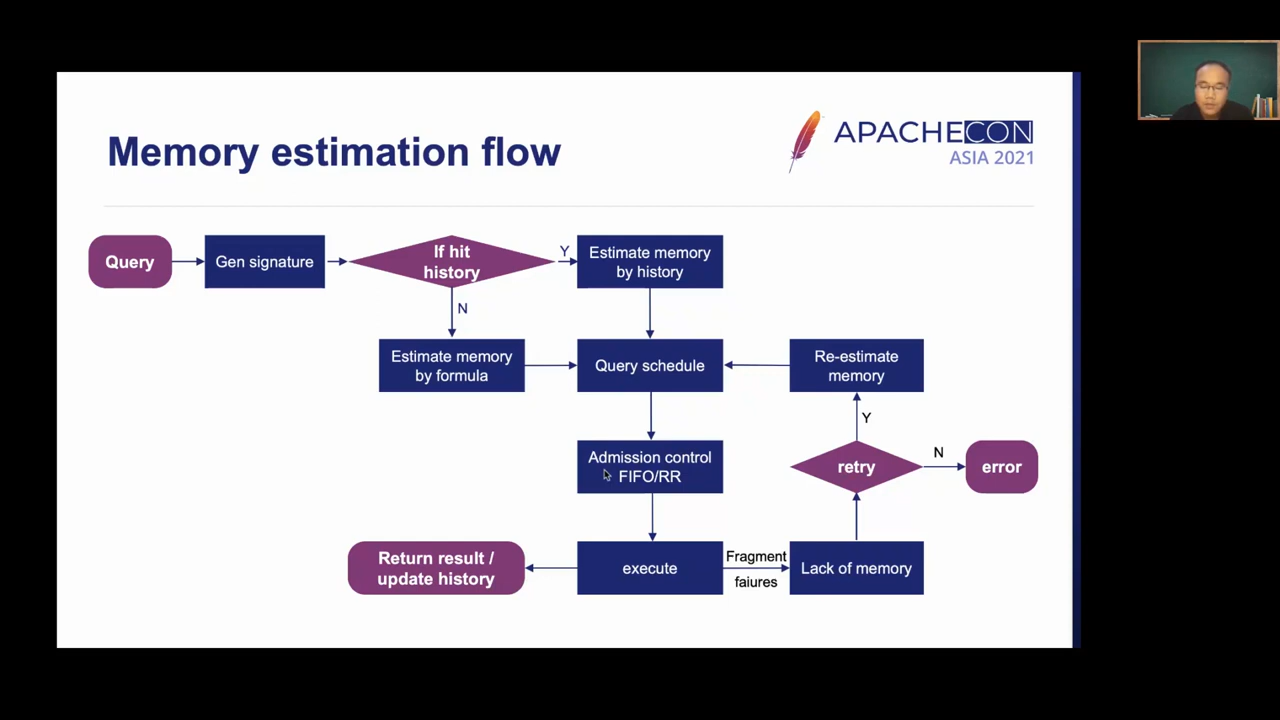 Memory estimation flow
APACHECON
ASIA 2021
Query
Gen signature
If hit
history
Y
Estimate memory
by history
N
Estimate memory
by formula
Query schedule
Re-estimate
memory
Y
Admission control
FIFO/RR
retry
N
error
Return result /
update history
execute
Fragment
faiures
Lack of memory